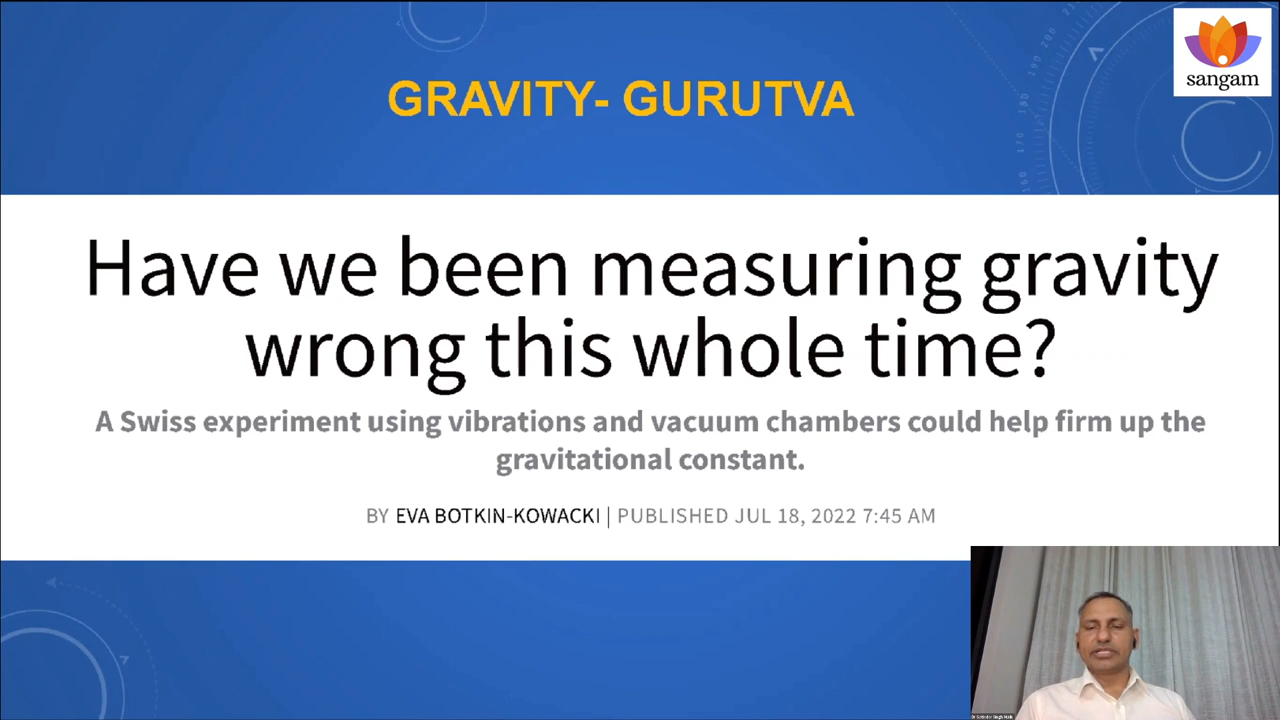 GRAVITY- GURUTVA
sangam
Have we been measuring gravity
wrong this whole time?
A Swiss experiment using vibrations and vacuum chambers could help firm up the
gravitational constant.
BY EVA BOTKIN-KOWACKI | PUBLISHED JUL 18, 2022 7:45 AM